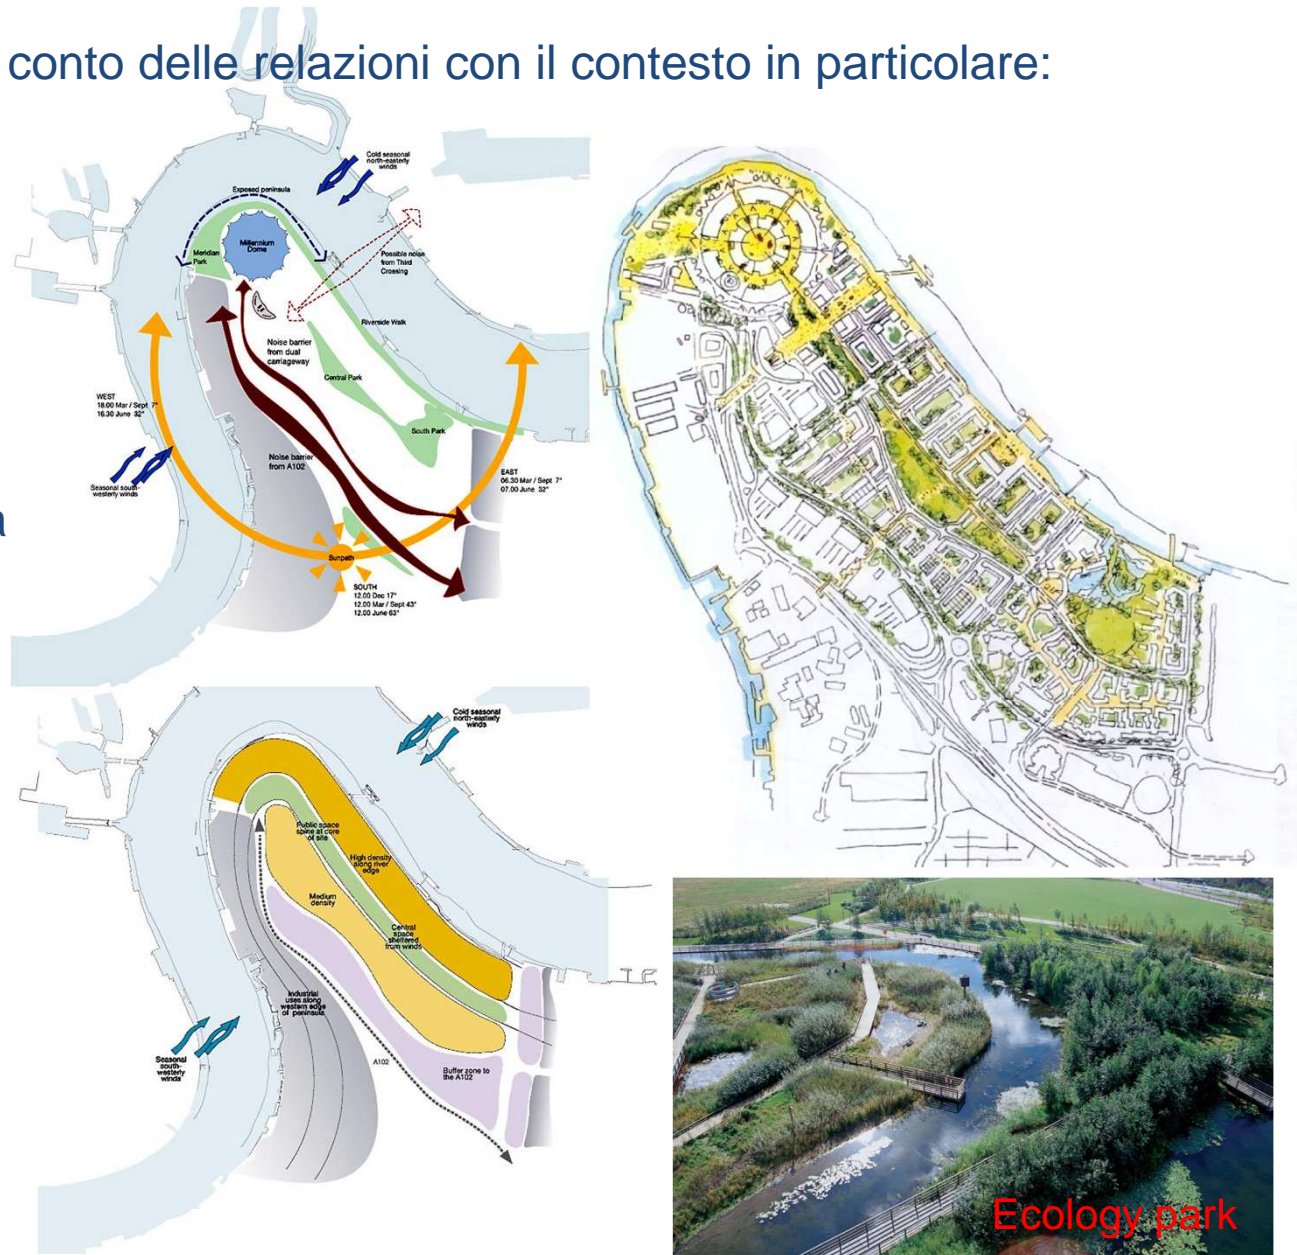 conto delle relazioni con il contesto in particolare:
Cold seasonal
north-easterly
winds
Exposed peninsula
Millennium
Dome
Meridian
Park
Possible noise
from Third
Crossing
Riverside Walk
Noise barrier
from dual
carriageway
Central Park
WEST
18.00 Mar / Sept 7°
16.30 June 32°
South Park
Noise barrier
from A102
EAST
06.30 Mar / Sept 7°
07.00 June 32°
Seasonal south-
westerly winds
a
Sunpath
SOUTH
12.00 Dec 17°
12.00 Mar / Sept 43°
12.00 June 63°
Cold seasonal
north-easterly
winds
Public space
spine at core
of site
High density
along river
edge
Medium
density
Central
space
sheltered
from winds
Industrial
uses along
western edge
of peninsula
Seasonal
south-
westerly
winds
A102
Buffer zone to
the A102
Ecology park